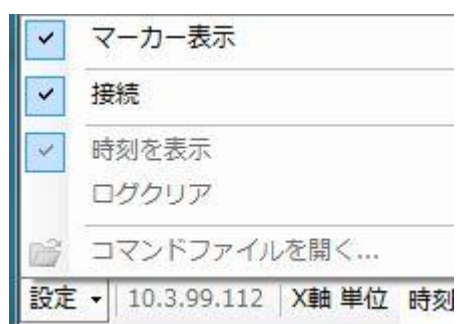 マーカー表示
接続
時刻を表示
ログクリア
コマンドファイルを開く...
設定 10.3.99.112 X軸 単位 時刻